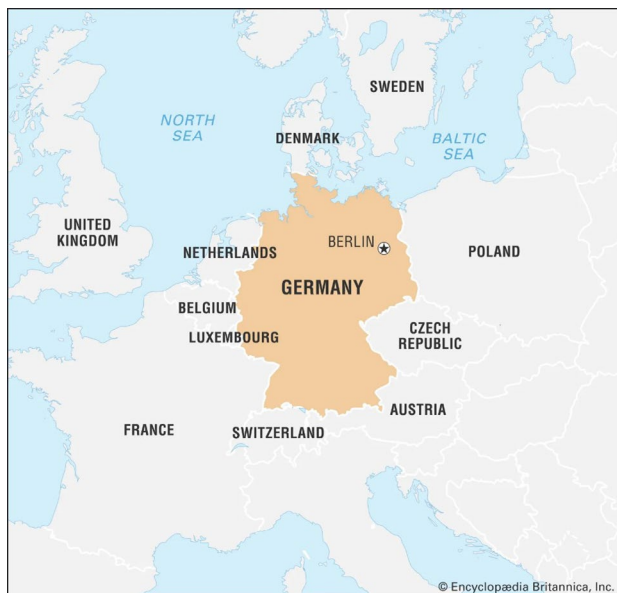 SWEDEN
NORTH
SEA
DENMARK
BALTIC
SEA
UNITED
KINGDOM
NETHERLANDS
BERLIN
POLAND
GERMANY
BELGIUM
LUXEMBOURG
CZECH
REPUBLIC
AUSTRIA
FRANCE
SWITZERLAND
© Encyclopædia Britannica, Inc.